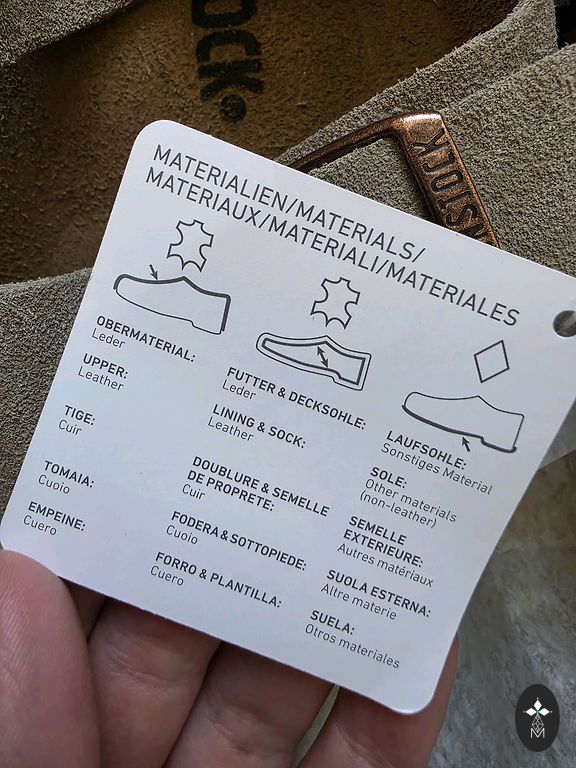 OCK®
NSTOCK
MATERIALIEN/MATERIALS/
MATERIAUX/MATERIALI/MATERIALES
OBERMATERIAL:
Leder
UPPER:
Leather
TIGE:
Cuir
TOMAIA:
Cuoio
EMPEINE:
Cuero
FUTTER & DECKSOHLE:
Leder
LINING & SOCK:
Leather
DOUBLURE & SEMELLE
DE PROPRETE:
Cuir
FODERA & SOTTOPIEDE:
Cuoio
FORRO & PLANTILLA:
Cuero
LAUFSOHLE:
Sonstiges Material
SOLE:
Other materials
(non-leather)
SEMELLE
EXTERIEURE:
Autres matériaux
SUOLA ESTERNA:
Altre materie
SUELA:
Otros materiales
M